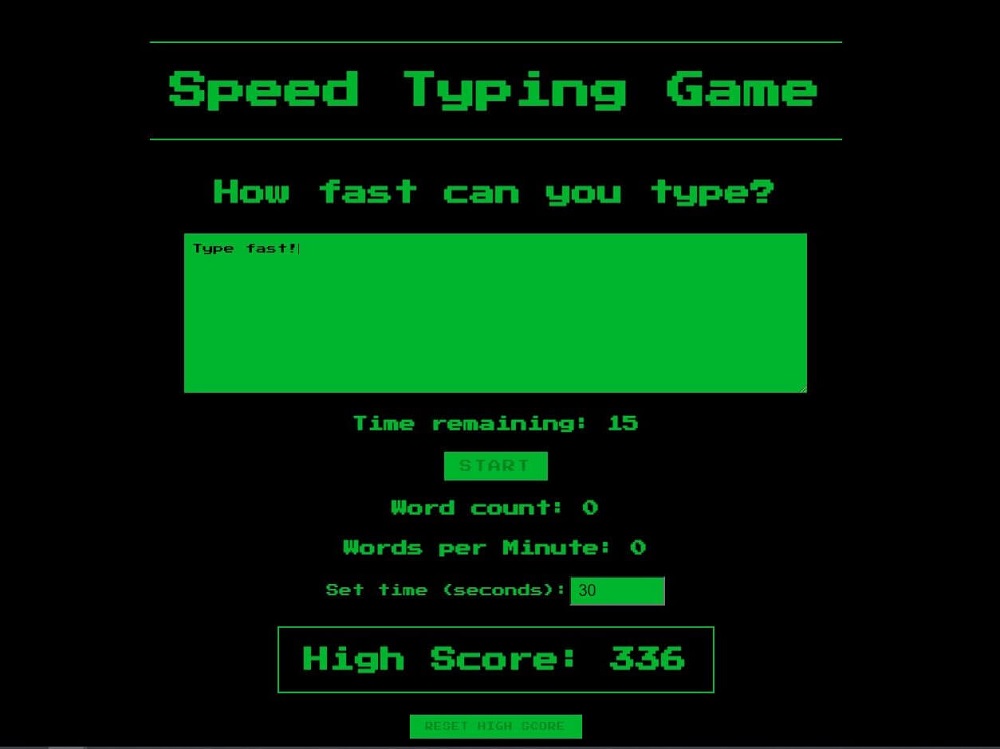 Speed Typing Game
How fast can you type?
Type fast!
Time remaining: 15
START
Word count: 0
Words per Minute: 0
Set time (seconds): 30
High Score: 336
RESET HIGH SCORE